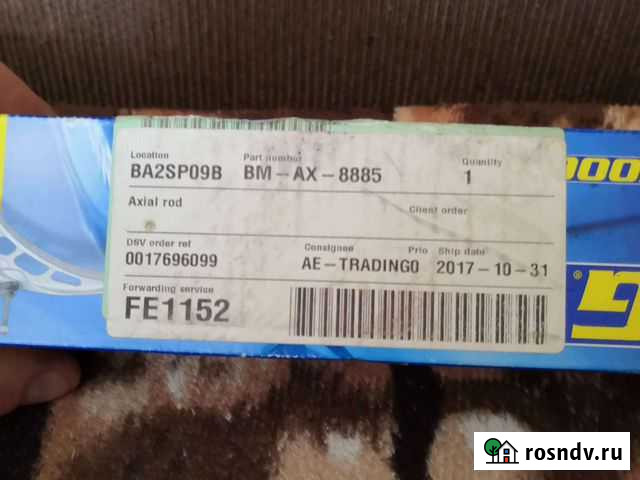 Location Part number Quantity
BA2SP09B BM-AX-8885 1
Axial rod Client order
DSV order ref Consignee Prio Ship date
0017696099 AE-TRADING0 2017-10-31
Forwarding service
FE1152
®
rosndv.ru